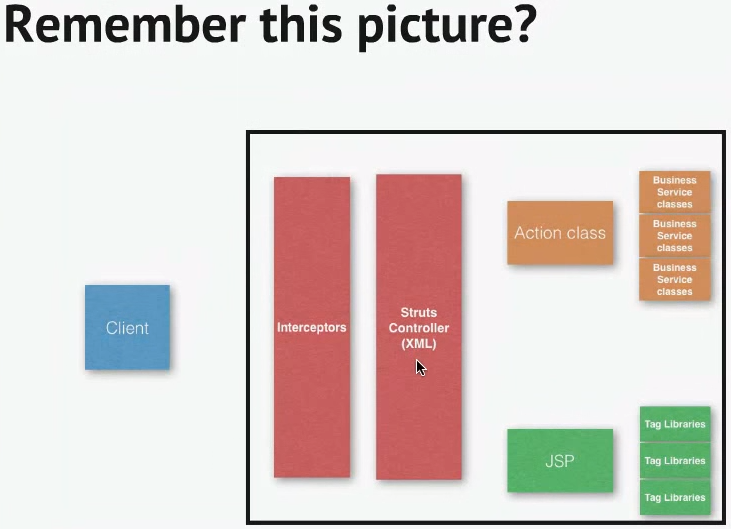 Remember this picture?
Client
Interceptors
Struts
Controller
(XML)
Action class
Business
Service
classes
Business
Service
classes
Business
Service
classes
JSP
Tag Libraries
Tag Libraries
Tag Libraries